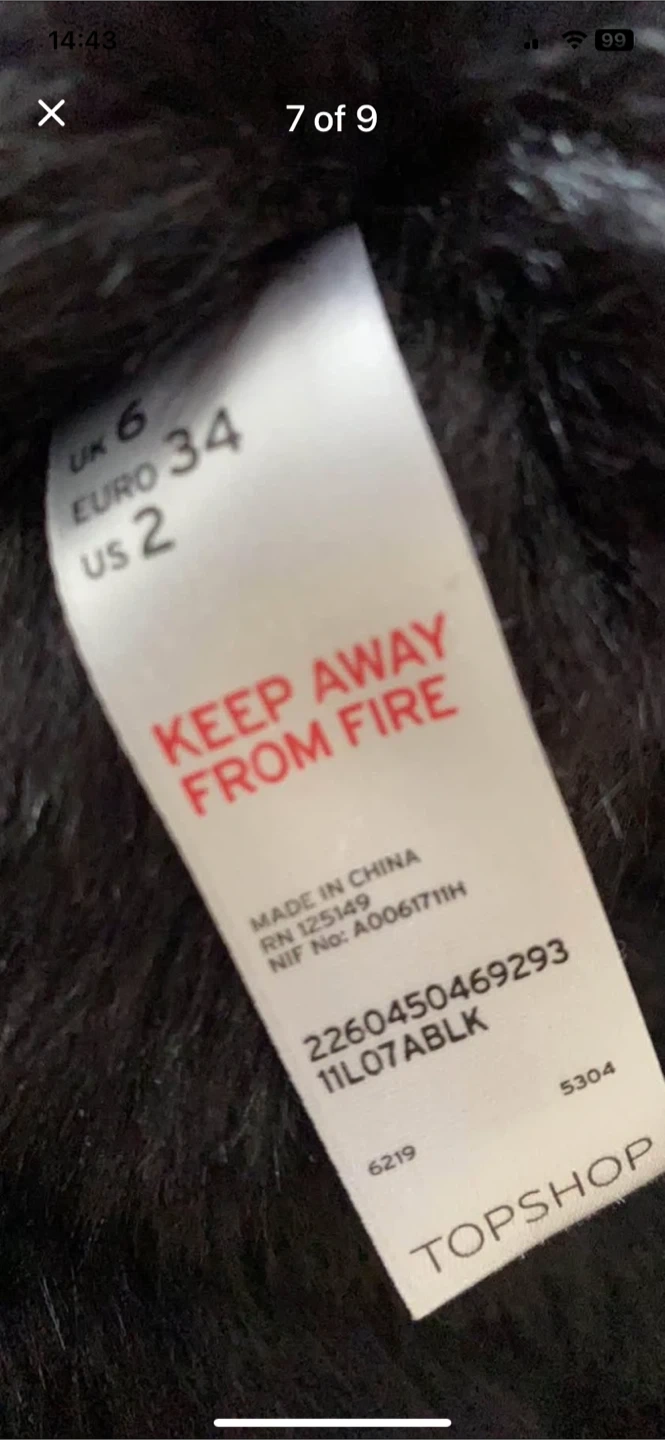 14:43
99
7 of 9
UK 6
EURO 34
US 2
KEEP AWAY
FROM FIRE
MADE IN CHINA
RN 125149
NIF No: A0061711H
2260450469293
11L07ABLK
5304
6219
TOPSHOP